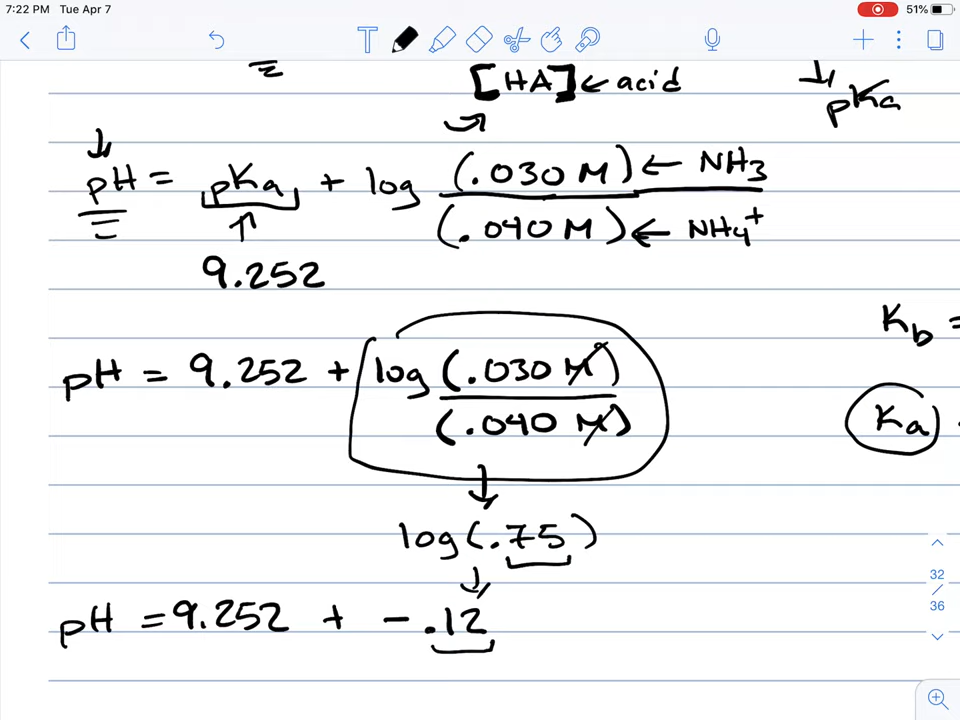 7:22 PM Tue Apr 7
51%
T
[HA] ← acid
pKa
pH = pKa + log (.030 M) ← NH3
(.040 M) ← NH4+
9.252
Kb =
pH = 9.252 + log (.030 M)
(.040 M)
Ka
log(.75)
32
/
36
pH = 9.252 + -.12